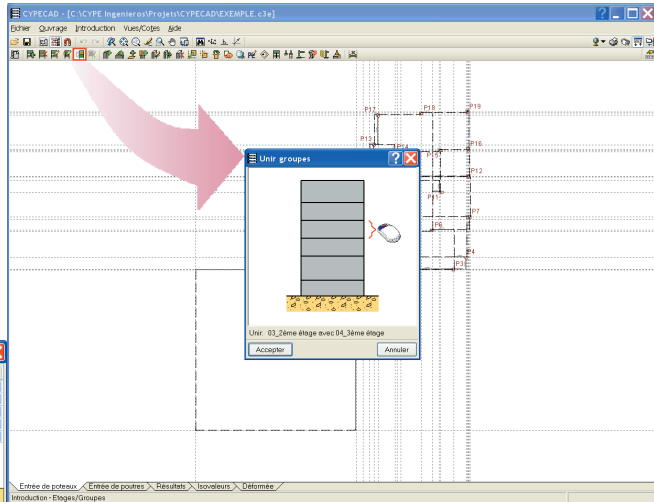 CYPECAD - [C:\CYPE Ingenieros\Projets\CYPECAD\EXEMPLE.c3e]
Fichier Ouvrage Introduction Vues/Cotes Aide
P17
P18
P19
P13
P14
P16
P15
P12
P11
P7
P6
P4
P3
Unir groupes
Unir: 03_2ème étage avec 04_3ème étage
Accepter Annuler
Entrée de poteaux Entrée de poutres Résultats Isovaleurs Déformée
Introduction - Etages/Groupes